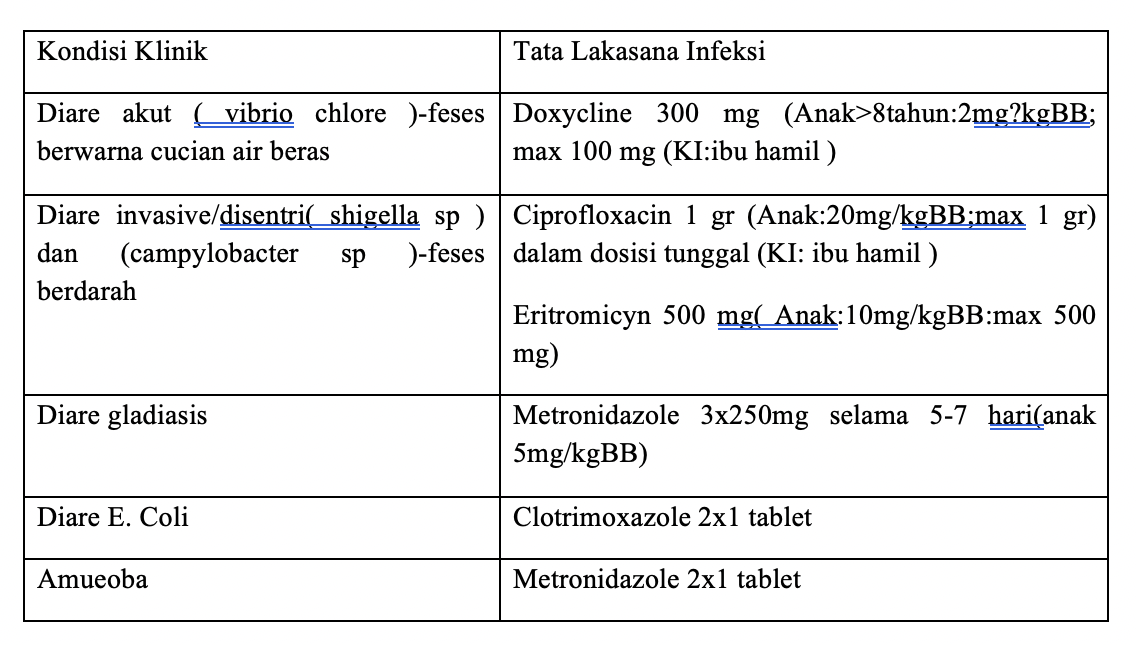 Kondisi Klinik
Tata Lakasana Infeksi
Diare akut ( vibrio chlore )-feses
berwarna cucian air beras
Doxycline 300 mg (Anak>8tahun:2mg?kgBB;
max 100 mg (KI:ibu hamil )
Diare invasive/disentri( shigella sp )
dan (campylobacter sp )-feses
berdarah
Ciprofloxacin 1 gr (Anak:20mg/kgBB;max 1 gr)
dalam dosisi tunggal (KI: ibu hamil )
Eritromicyn 500 mg( Anak:10mg/kgBB:max 500
mg)
Diare gladiasis
Metronidazole 3x250mg selama 5-7 hari(anak
5mg/kgBB)
Diare E. Coli
Clotrimoxazole 2x1 tablet
Amueoba
Metronidazole 2x1 tablet